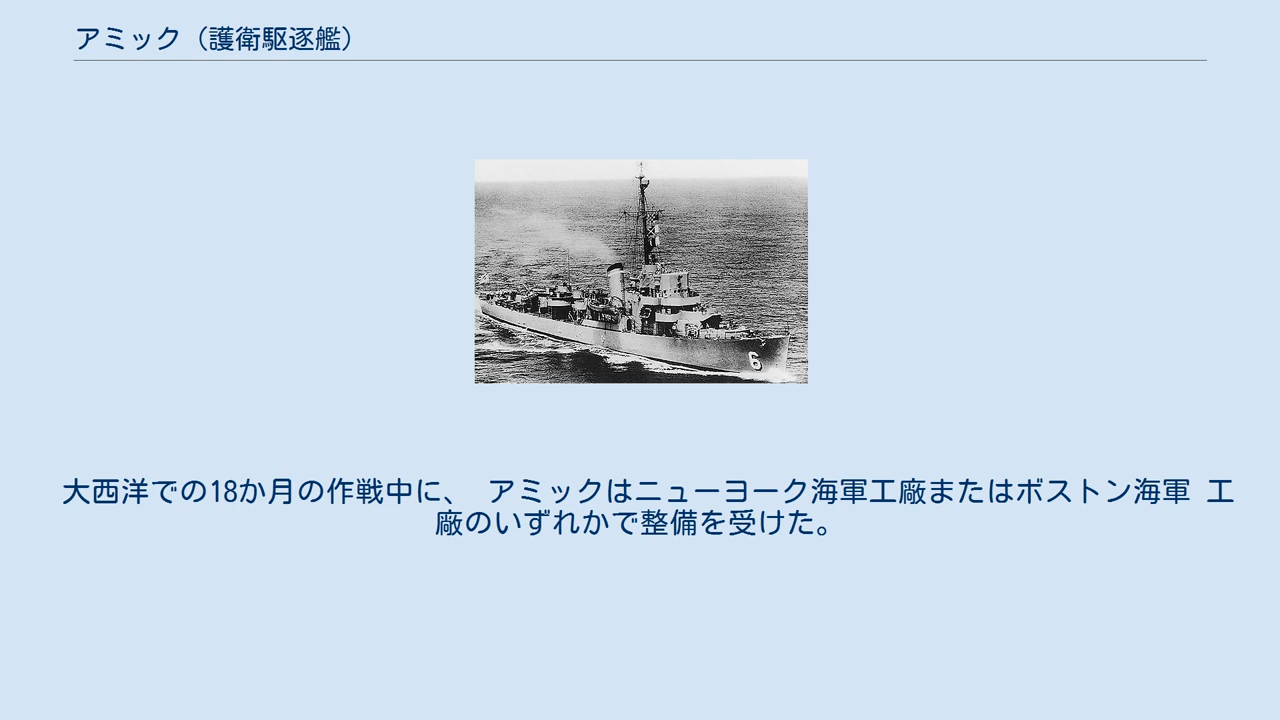 アミック（護衛駆逐艦）
6
大西洋での18か月の作戦中に、 アミックはニューヨーク海軍工廠またはボストン海軍 工
廠のいずれかで整備を受けた。